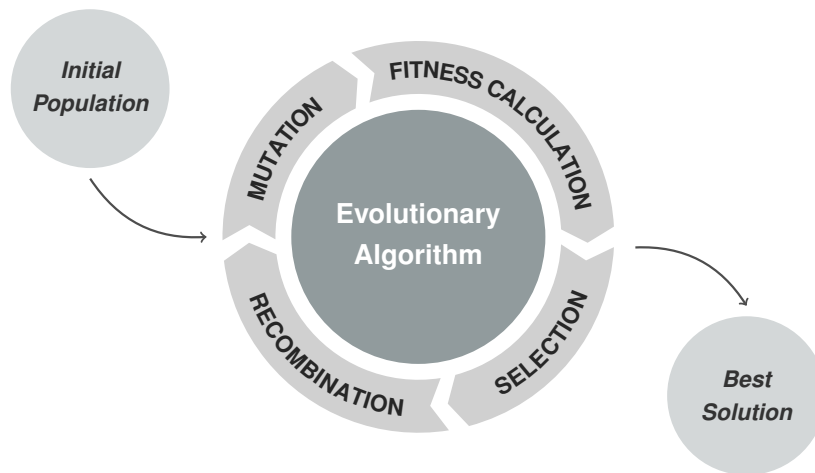 Initial
Population
MUTATION
FITNESS CALCULATION
Evolutionary
Algorithm
RECOMBINATION
SELECTION
Best
Solution